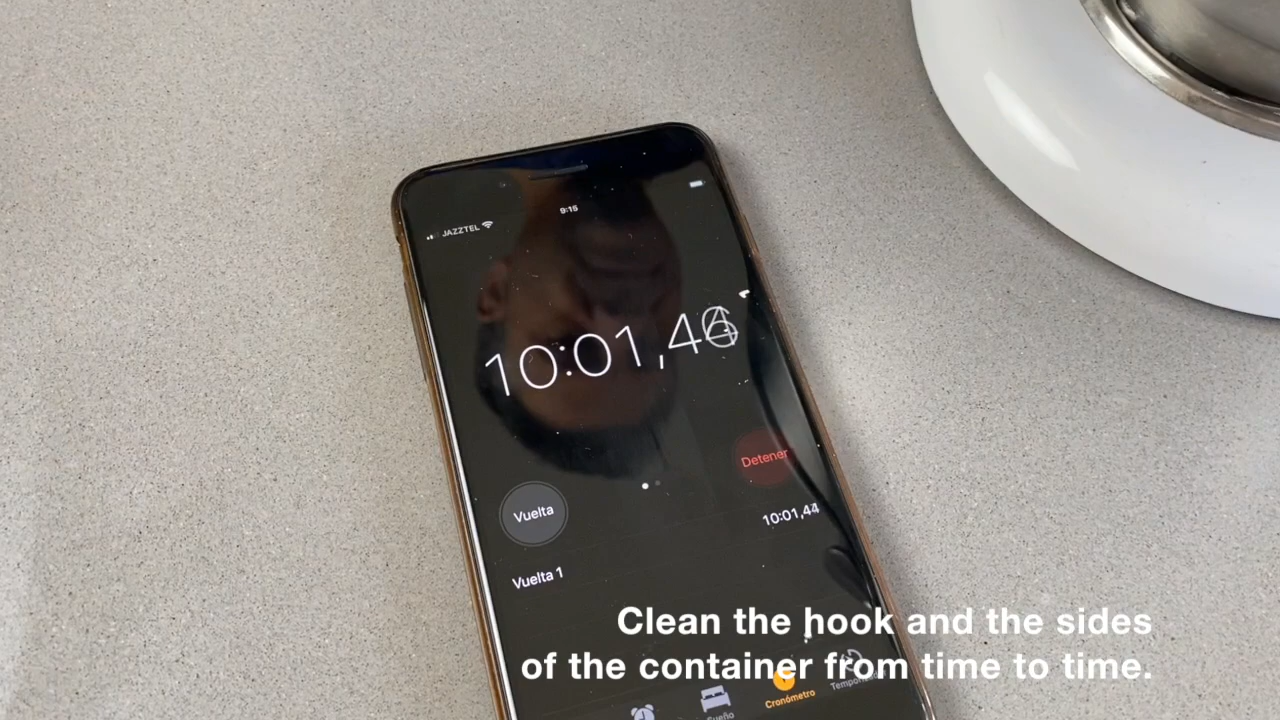 JAZZTEL
9:15
10:01,46
Detener
Vuelta
10:01,44
Vuelta 1
Clean the hook and the sides
of the container from time to time.
Sueño
Cronómetro